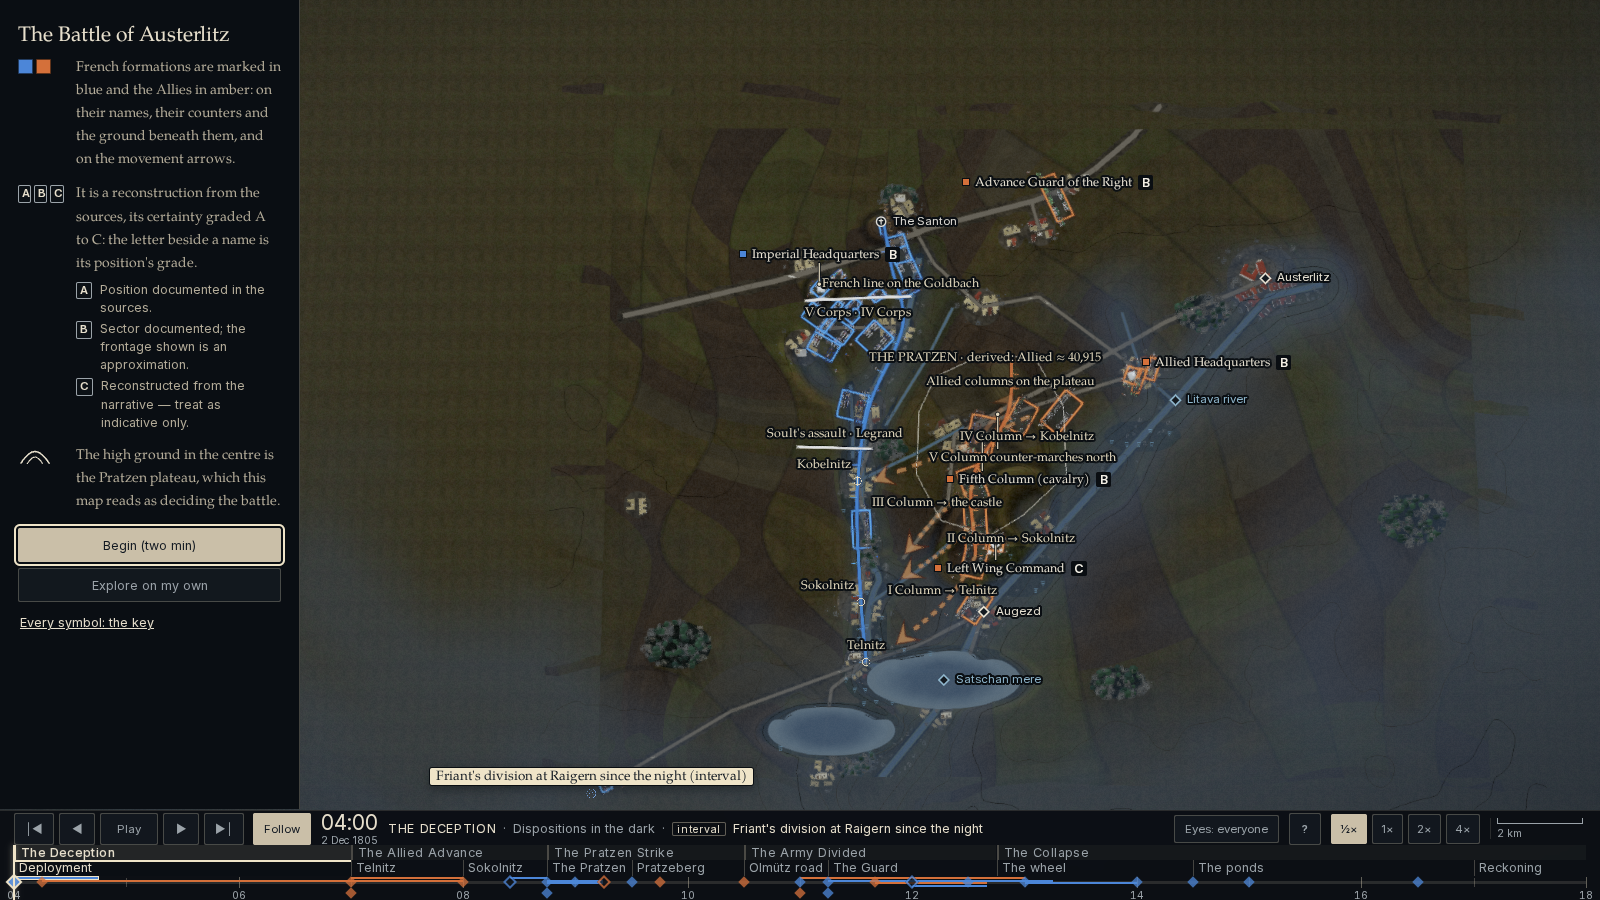 The Battle of Austerlitz
French formations are marked in
blue and the Allies in amber: on
their names, their counters and
the ground beneath them, and
on the movement arrows.
A B C
It is a reconstruction from the
sources, its certainty graded A
to C: the letter beside a name is
its position's grade.
A Position documented in the
sources.
B Sector documented; the
frontage shown is an
approximation.
C Reconstructed from the
narrative — treat as
indicative only.
The high ground in the centre is
the Pratzen plateau, which this
map reads as deciding the battle.
Begin (two min)
Explore on my own
Every symbol: the key
Advance Guard of the Right B
The Santon
Imperial Headquarters B
French line on the Goldbach
Austerlitz
V Corps · IV Corps
THE PRATZEN · derived: Allied ≈ 40,915
Allied Headquarters B
Allied columns on the plateau
Litava river
Soult's assault · Legrand
IV Column → Kobelnitz
V Column counter-marches north
Kobelnitz
Fifth Column (cavalry) B
III Column → the castle
II Column → Sokolnitz
Left Wing Command C
Sokolnitz
I Column → Telnitz
Augezd
Telnitz
Satschan mere
Friant's division at Raigern since the night (interval)
Play
Follow
04:00
2 Dec 1805
THE DECEPTION · Dispositions in the dark · interval Friant's division at Raigern since the night
Eyes: everyone
?
½× 1× 2× 4×
2 km
The Deception The Allied Advance The Pratzen Strike The Army Divided The Collapse
Deployment Telnitz Sokolnitz The Pratzen Pratzeberg Olmütz road The Guard The wheel The ponds Reckoning
04 06 08 10 12 14 16 18